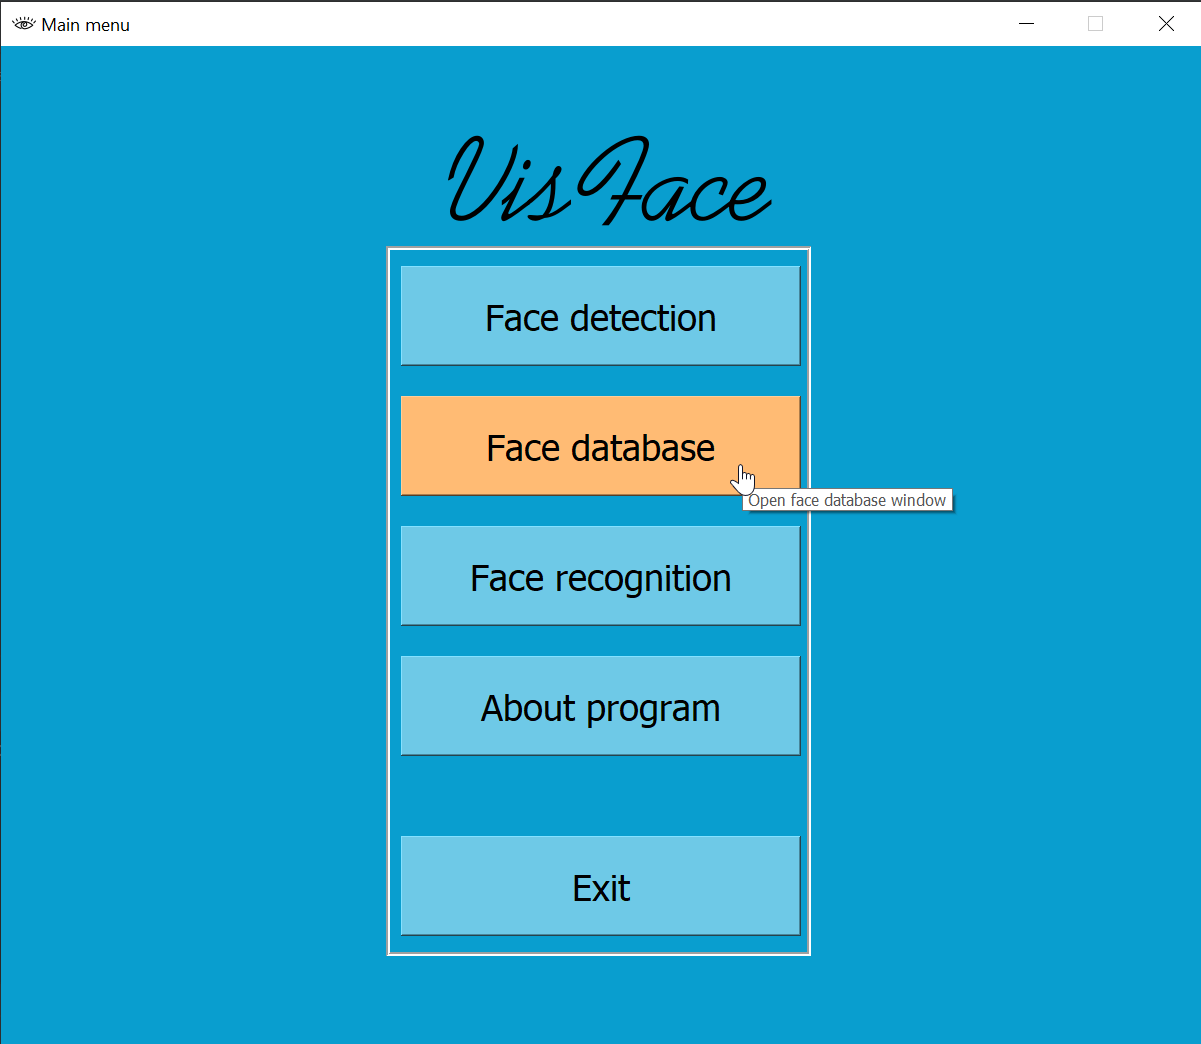 Main menu
VisFace
Face detection
Face database
Open face database window
Face recognition
About program
Exit